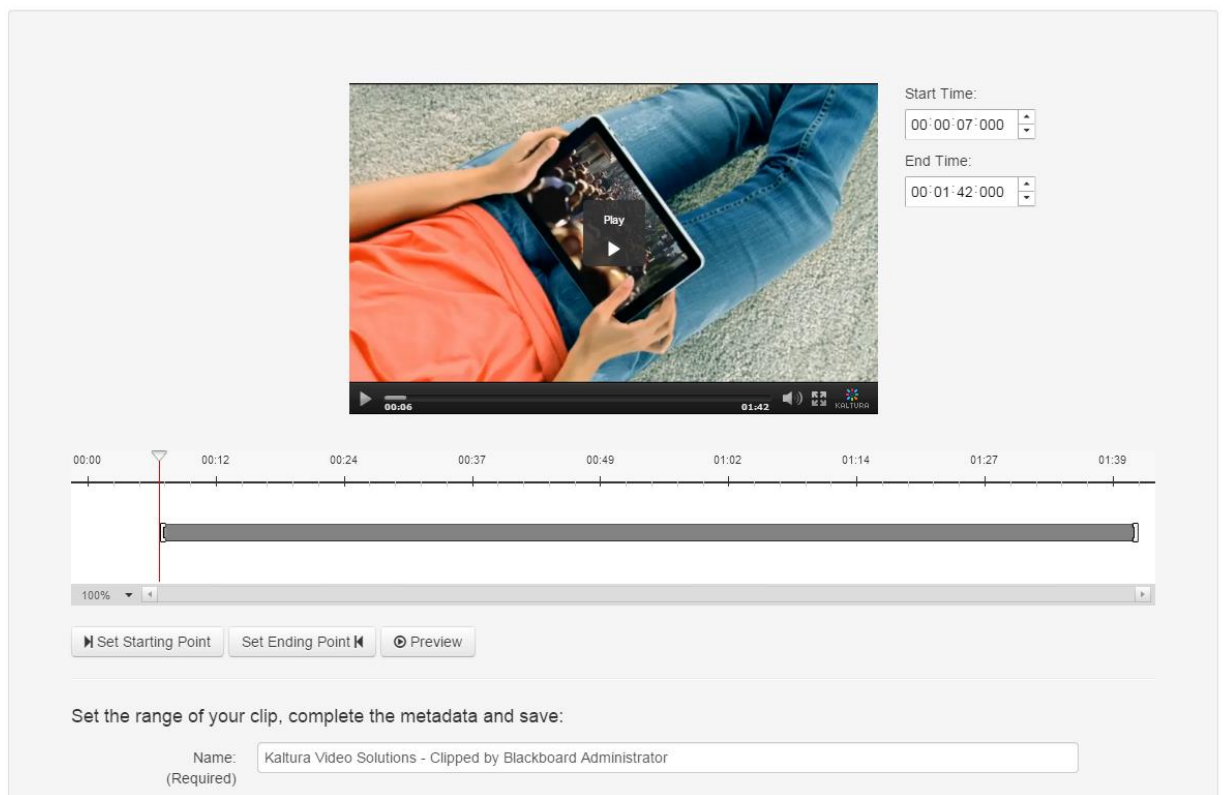 Start Time:
00:00:07:000
End Time:
00:01:42:000
Play
00:06
01:42
KALTURA
00:00
00:12
00:24
00:37
00:49
01:02
01:14
01:27
01:39
100%
Set Starting Point
Set Ending Point
Preview
Set the range of your clip, complete the metadata and save:
Name:
Kaltura Video Solutions - Clipped by Blackboard Administrator
(Required)